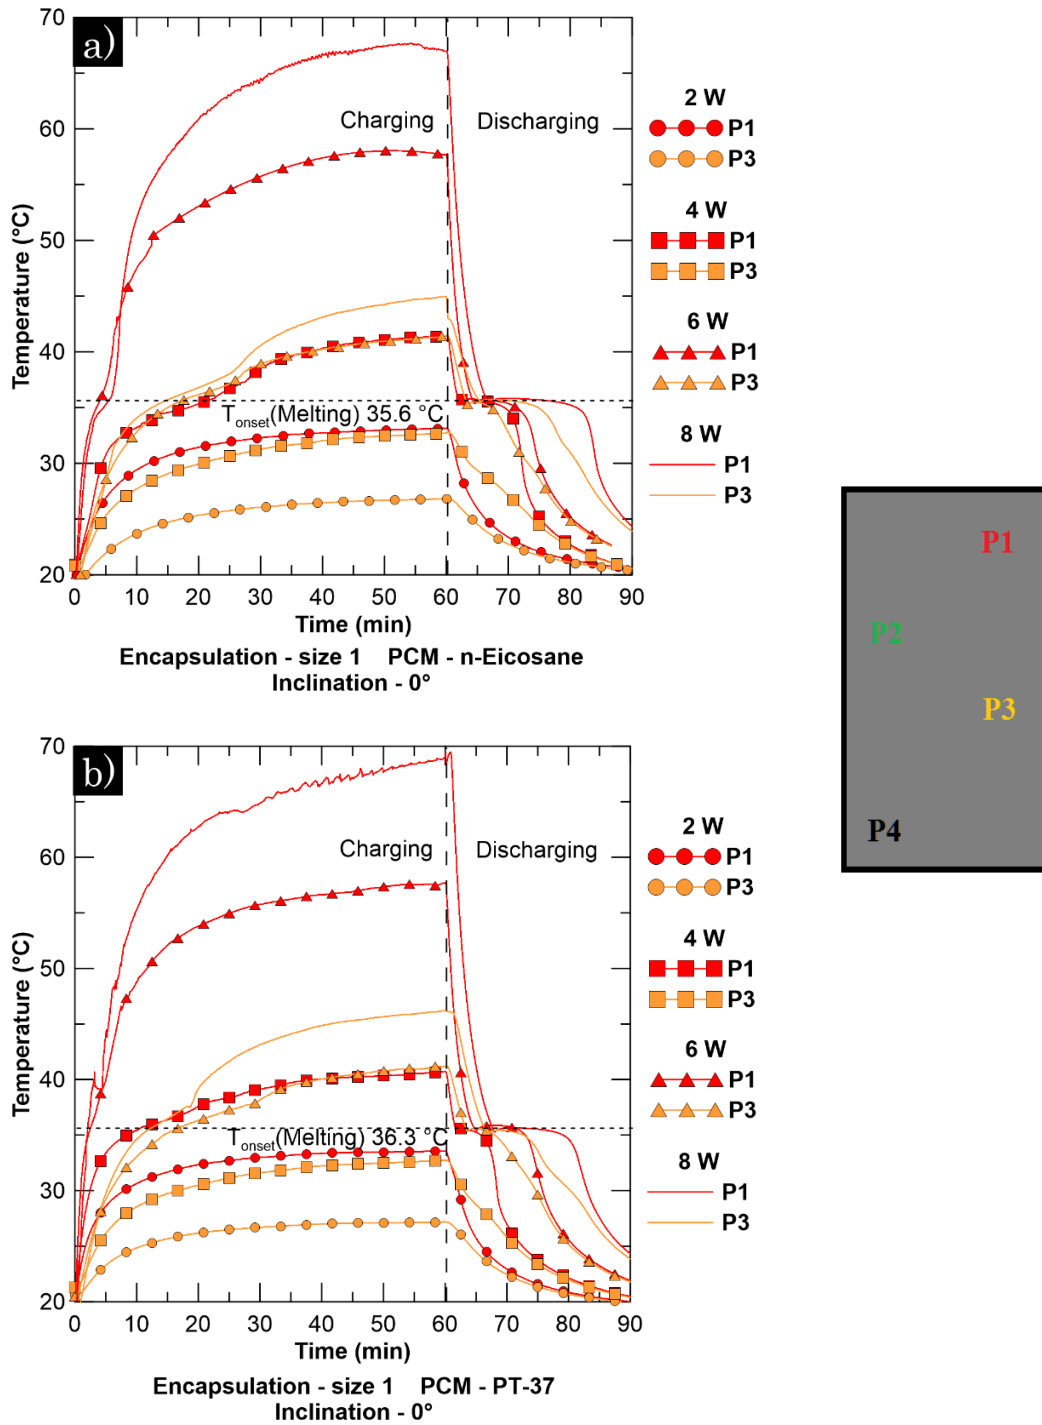 a)
70
60
50
40
30
20
Temperature (°C)
Charging
Discharging
T_onset(Melting) 35.6 °C
0 10 20 30 40 50 60 70 80 90
Time (min)
Encapsulation - size 1 PCM - n-Eicosane
Inclination - 0°
2 W
P1
P3
4 W
P1
P3
6 W
P1
P3
8 W
P1
P3
P1
P2
P3
P4
b)
70
60
50
40
30
20
Temperature (°C)
Charging
Discharging
T_onset(Melting) 36.3 °C
0 10 20 30 40 50 60 70 80 90
Time (min)
Encapsulation - size 1 PCM - PT-37
Inclination - 0°
2 W
P1
P3
4 W
P1
P3
6 W
P1
P3
8 W
P1
P3